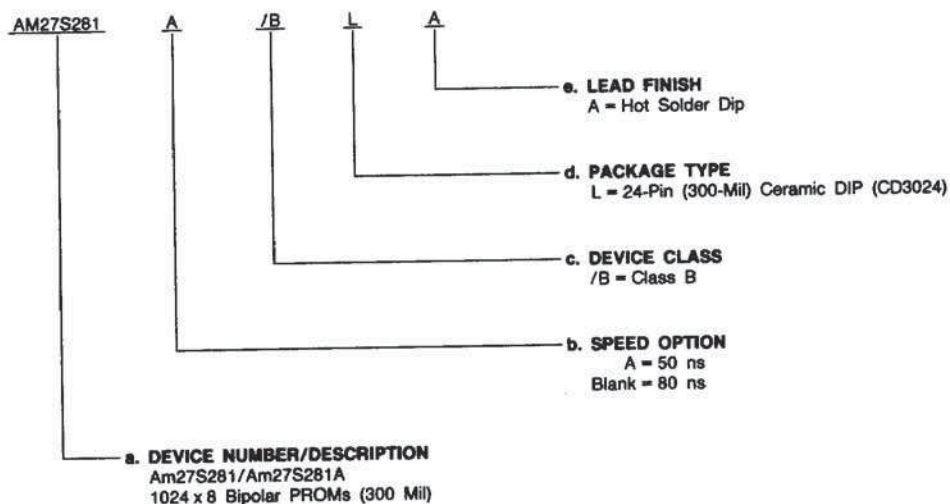 AM27S281 A /B L A
e. LEAD FINISH
A = Hot Solder Dip
d. PACKAGE TYPE
L = 24-Pin (300-Mil) Ceramic DIP (CD3024)
c. DEVICE CLASS
/B = Class B
b. SPEED OPTION
A = 50 ns
Blank = 80 ns
a. DEVICE NUMBER/DESCRIPTION
Am27S281/Am27S281A
1024 x 8 Bipolar PROMs (300 Mil)